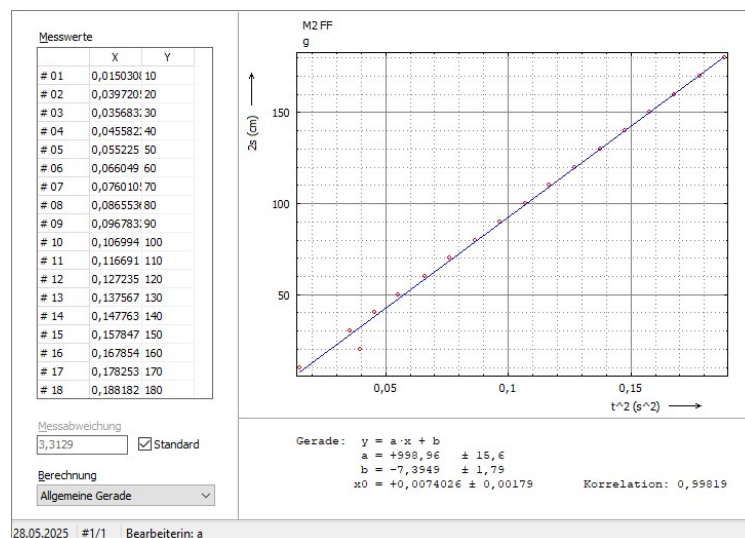 Messwerte
X Y
# 01 0,0150308 10
# 02 0,0397205 20
# 03 0,035683 30
# 04 0,045582 40
# 05 0,055225 50
# 06 0,066049 60
# 07 0,076010 70
# 08 0,086553 80
# 09 0,096783 90
# 10 0,106994 100
# 11 0,116691 110
# 12 0,127235 120
# 13 0,137567 130
# 14 0,147763 140
# 15 0,157847 150
# 16 0,167854 160
# 17 0,178253 170
# 18 0,188182 180
Messabweichung
3,3129 Standard
Berechnung
Allgemeine Gerade
M2 FF
g
2s (cm)
150
100
50
0,05 0,1 0,15
t^2 (s^2)
Gerade: y = a·x + b
a = +998,96 ± 15,6
b = -7,3949 ± 1,79
x0 = +0,0074026 ± 0,00179 Korrelation: 0,99819
28.05.2025 #1/1 Bearbeiterin: a